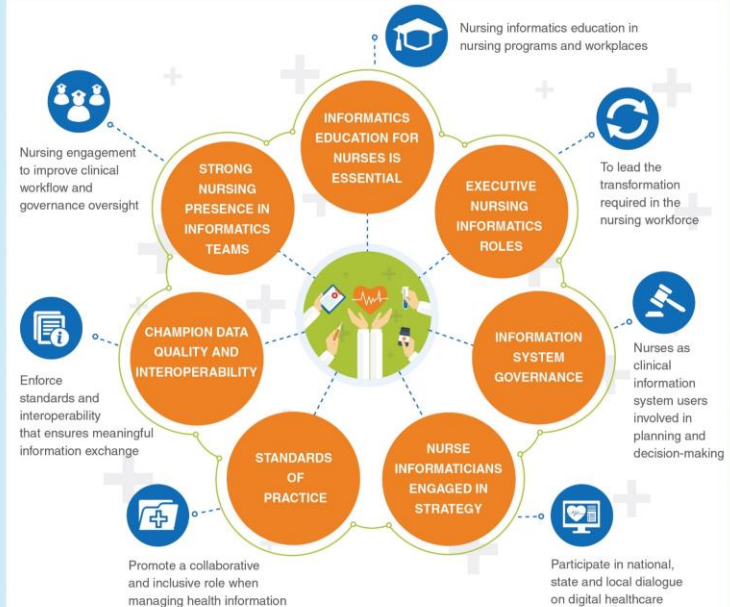 Nursing informatics education in
nursing programs and workplaces
INFORMATICS
EDUCATION FOR
NURSES IS
ESSENTIAL
EXECUTIVE
NURSING
INFORMATICS
ROLES
To lead the
transformation
required in the
nursing workforce
INFORMATION
SYSTEM
GOVERNANCE
Nurses as
clinical
information
system users
involved in
planning and
decision-making
NURSE
INFORMATICIANS
ENGAGED IN
STRATEGY
Participate in national,
state and local dialogue
on digital healthcare
STANDARDS
OF
PRACTICE
Promote a collaborative
and inclusive role when
managing health information
CHAMPION DATA
QUALITY AND
INTEROPERABILITY
Enforce
standards and
interoperability
that ensures meaningful
information exchange
STRONG
NURSING
PRESENCE IN
INFORMATICS
TEAMS
Nursing engagement
to improve clinical
workflow and
governance oversight